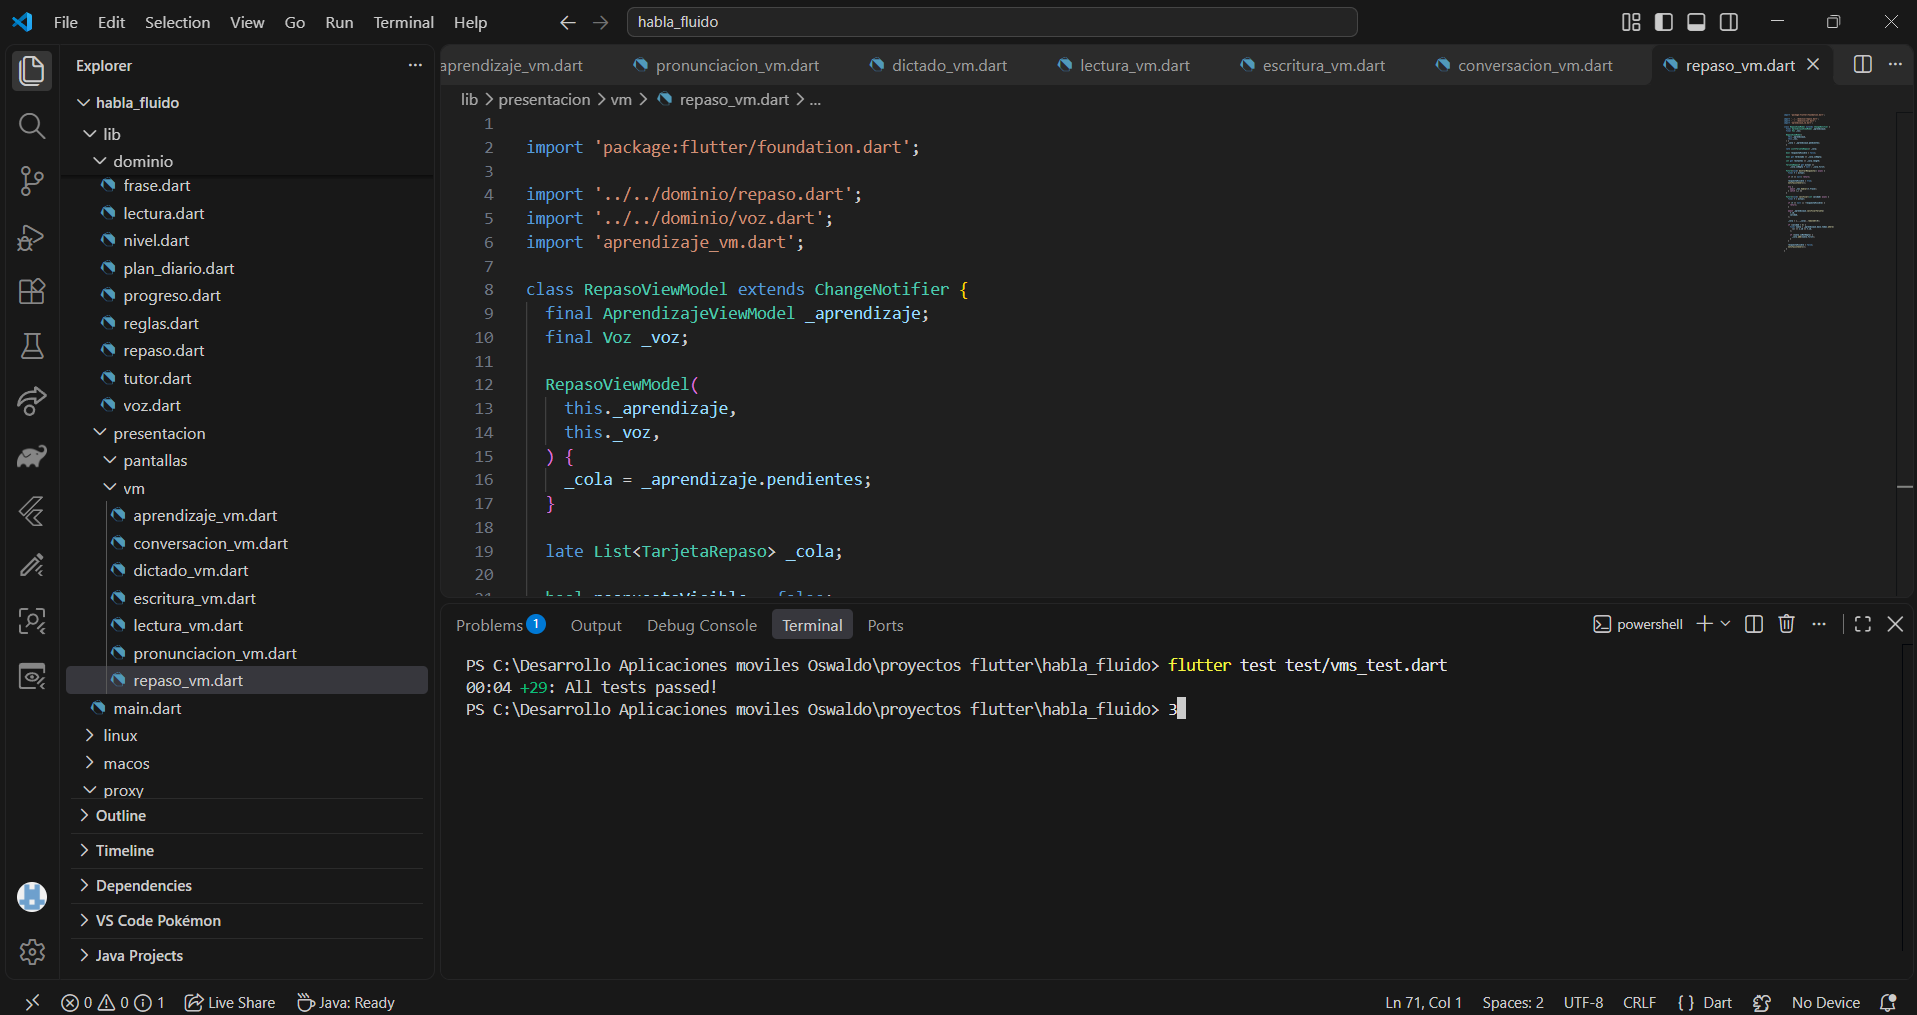 File Edit Selection View Go Run Terminal Help
habla_fluido
Explorer
habla_fluido
lib
dominio
frase.dart
lectura.dart
nivel.dart
plan_diario.dart
progreso.dart
reglas.dart
repaso.dart
tutor.dart
voz.dart
presentacion
pantallas
vm
aprendizaje_vm.dart
conversacion_vm.dart
dictado_vm.dart
escritura_vm.dart
lectura_vm.dart
pronunciacion_vm.dart
repaso_vm.dart
main.dart
linux
macos
proxy
Outline
Timeline
Dependencies
VS Code Pokémon
Java Projects
aprendizaje_vm.dart pronunciacion_vm.dart dictado_vm.dart lectura_vm.dart escritura_vm.dart conversacion_vm.dart repaso_vm.dart
lib > presentacion > vm > repaso_vm.dart > ...
1
2 import 'package:flutter/foundation.dart';
3
4 import '../../dominio/repaso.dart';
5 import '../../dominio/voz.dart';
6 import 'aprendizaje_vm.dart';
7
8 class RepasoViewModel extends ChangeNotifier {
9 final AprendizajeViewModel _aprendizaje;
10 final Voz _voz;
11
12 RepasoViewModel(
13 this._aprendizaje,
14 this._voz,
15 ) {
16 _cola = _aprendizaje.pendientes;
17 }
18
19 late List<TarjetaRepaso> _cola;
20
Problems 1 Output Debug Console Terminal Ports
powershell
PS C:\Desarrollo Aplicaciones moviles Oswaldo\proyectos flutter\habla_fluido> flutter test test/vms_test.dart
00:04 +29: All tests passed!
PS C:\Desarrollo Aplicaciones moviles Oswaldo\proyectos flutter\habla_fluido> 3
0 0 1 Live Share Java: Ready
Ln 71, Col 1 Spaces: 2 UTF-8 CRLF { } Dart No Device